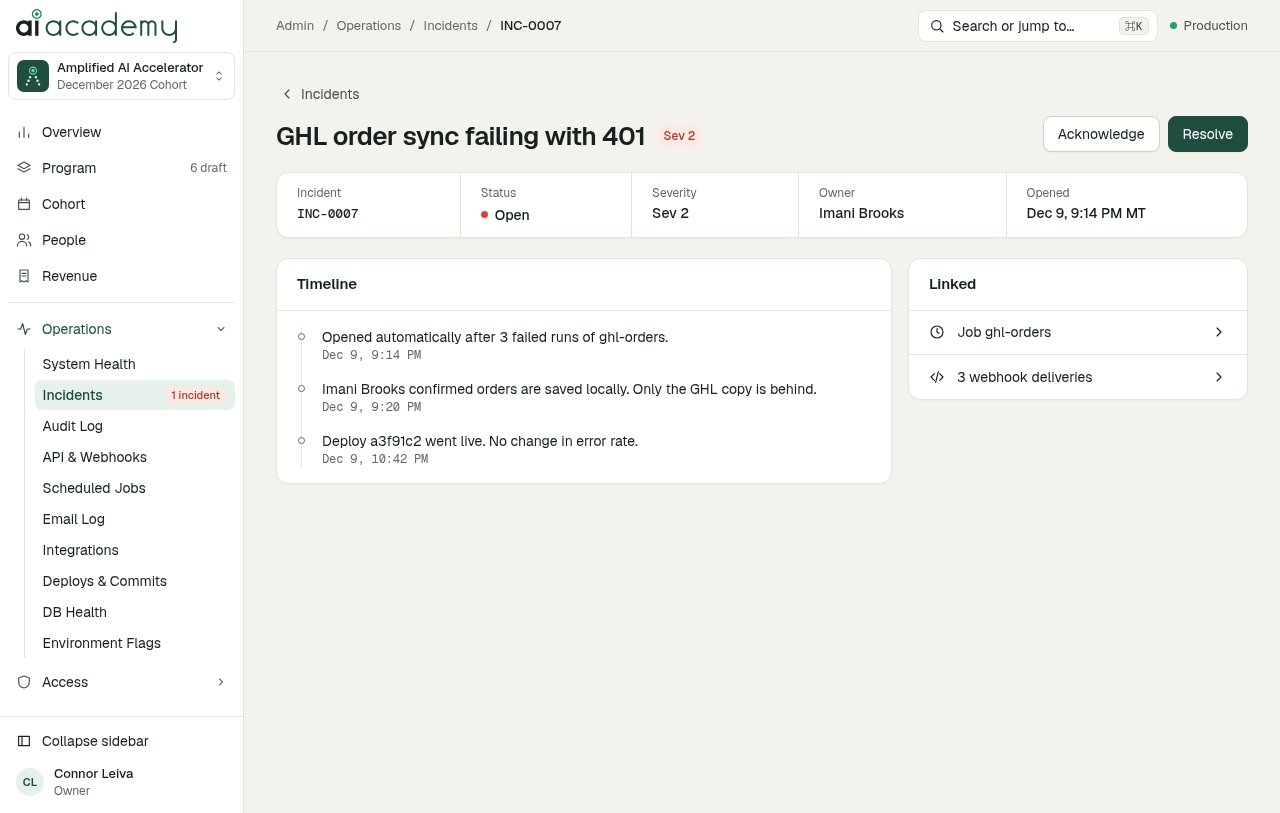 ai academy
Amplified AI Accelerator
December 2026 Cohort
Overview
Program 6 draft
Cohort
People
Revenue
Operations
System Health
Incidents 1 incident
Audit Log
API & Webhooks
Scheduled Jobs
Email Log
Integrations
Deploys & Commits
DB Health
Environment Flags
Access
Collapse sidebar
CL
Connor Leiva
Owner
Admin / Operations / Incidents / INC-0007
Search or jump to… ⌘K
Production
Incidents
GHL order sync failing with 401 Sev 2
Acknowledge Resolve
Incident Status Severity Owner Opened
INC-0007 Open Sev 2 Imani Brooks Dec 9, 9:14 PM MT
Timeline
Opened automatically after 3 failed runs of ghl-orders.
Dec 9, 9:14 PM
Imani Brooks confirmed orders are saved locally. Only the GHL copy is behind.
Dec 9, 9:20 PM
Deploy a3f91c2 went live. No change in error rate.
Dec 9, 10:42 PM
Linked
Job ghl-orders
3 webhook deliveries